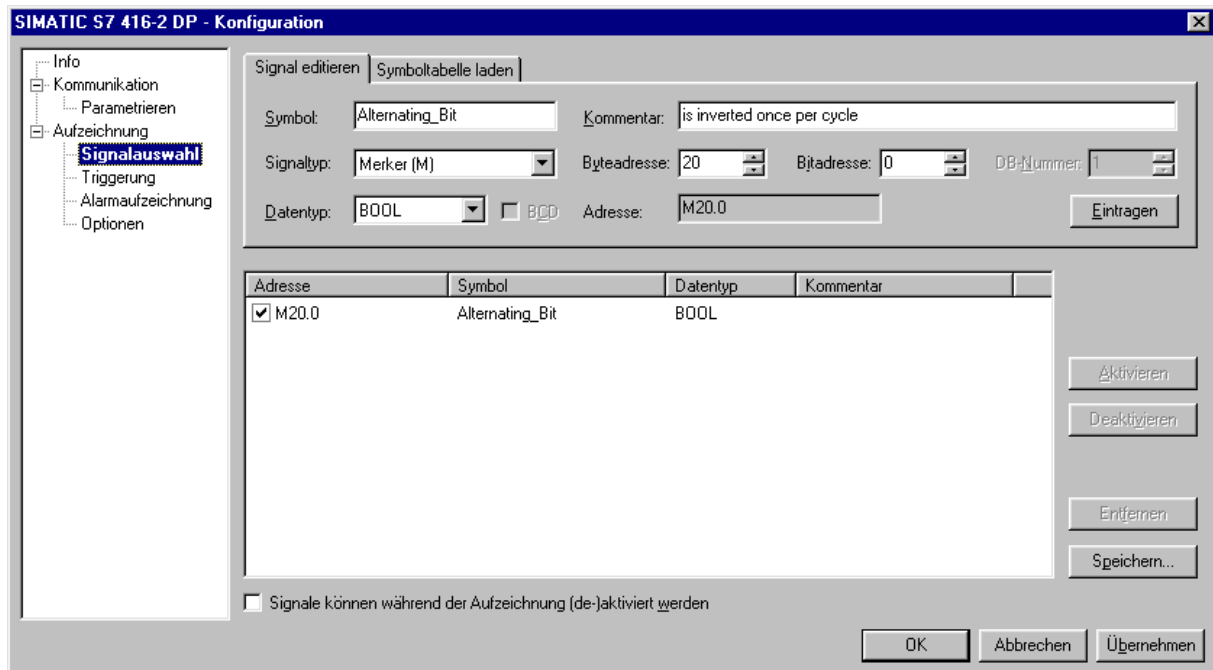 SIMATIC S7 416-2 DP - Konfiguration
Info
Kommunikation
Parametrieren
Aufzeichnung
Signalauswahl
Triggerung
Alarmaufzeichnung
Optionen
Signal editieren Symboltabelle laden
Symbol: Alternating_Bit Kommentar: is inverted once per cycle
Signaltyp: Merker (M) Byteadresse: 20 Bitadresse: 0 DB-Nummer: 1
Datentyp: BOOL BCD Adresse: M20.0 Eintragen
Adresse Symbol Datentyp Kommentar
M20.0 Alternating_Bit BOOL
Aktivieren
Deaktivieren
Entfernen
Speichern...
Signale können während der Aufzeichnung (de-)aktiviert werden
OK Abbrechen Übernehmen